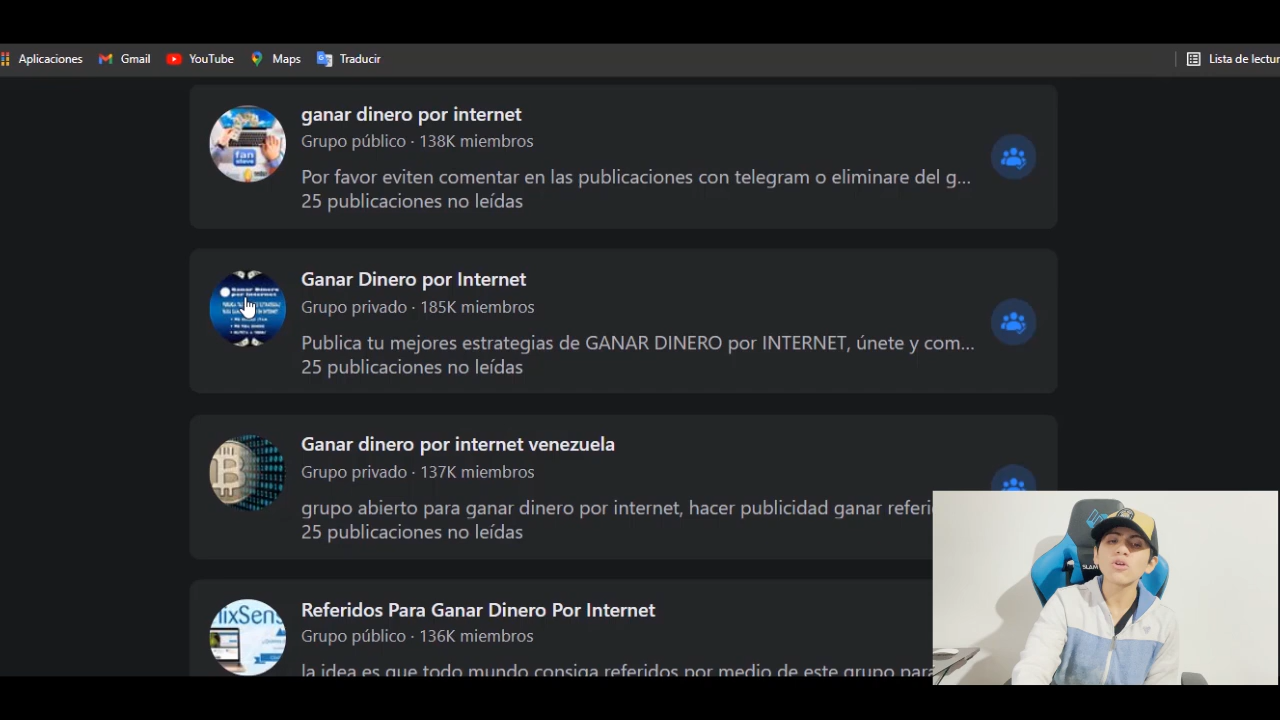 Aplicaciones Gmail YouTube Maps Traducir Lista de lectur
ganar dinero por internet
Grupo público · 138K miembros
Por favor eviten comentar en las publicaciones con telegram o eliminare del g...
25 publicaciones no leídas
Ganar Dinero por Internet
Grupo privado · 185K miembros
Publica tu mejores estrategias de GANAR DINERO por INTERNET, únete y com...
25 publicaciones no leídas
Ganar dinero por internet venezuela
Grupo privado · 137K miembros
grupo abierto para ganar dinero por internet, hacer publicidad ganar referi
25 publicaciones no leídas
Referidos Para Ganar Dinero Por Internet
Grupo público · 136K miembros
la idea es que todo mundo consiga referidos por medio de este grupo para